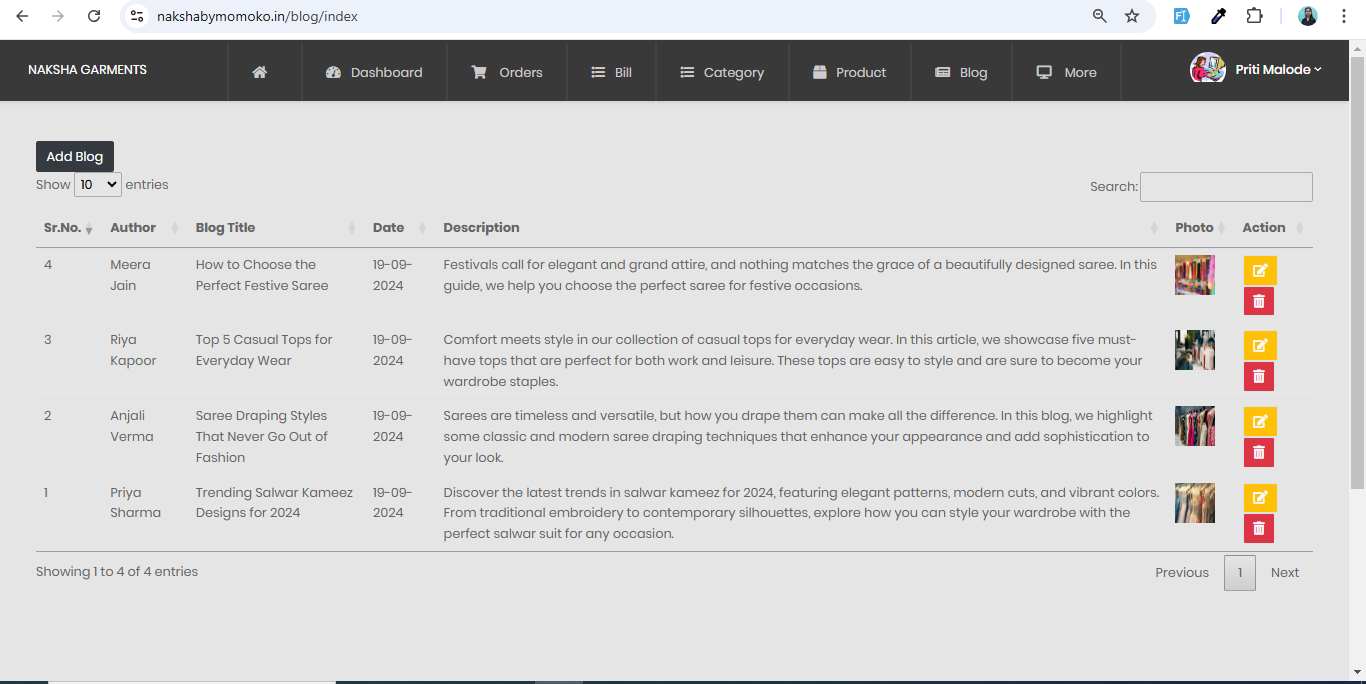 nakshabymomoko.in/blog/index
NAKSHA GARMENTS
Dashboard
Orders
Bill
Category
Product
Blog
More
Priti Malode
Add Blog
Show 10 entries
Search:
Sr.No. Author Blog Title Date Description Photo Action
4 Meera Jain How to Choose the Perfect Festive Saree 19-09-2024 Festivals call for elegant and grand attire, and nothing matches the grace of a beautifully designed saree. In this
guide, we help you choose the perfect saree for festive occasions.
3 Riya Kapoor Top 5 Casual Tops for Everyday Wear 19-09-2024 Comfort meets style in our collection of casual tops for everyday wear. In this article, we showcase five must-
have tops that are perfect for both work and leisure. These tops are easy to style and are sure to become your
wardrobe staples.
2 Anjali Verma Saree Draping Styles That Never Go Out of Fashion 19-09-2024 Sarees are timeless and versatile, but how you drape them can make all the difference. In this blog, we highlight
some classic and modern saree draping techniques that enhance your appearance and add sophistication to
your look.
1 Priya Sharma Trending Salwar Kameez Designs for 2024 19-09-2024 Discover the latest trends in salwar kameez for 2024, featuring elegant patterns, modern cuts, and vibrant colors.
From traditional embroidery to contemporary silhouettes, explore how you can style your wardrobe with the
perfect salwar suit for any occasion.
Showing 1 to 4 of 4 entries
Previous 1 Next